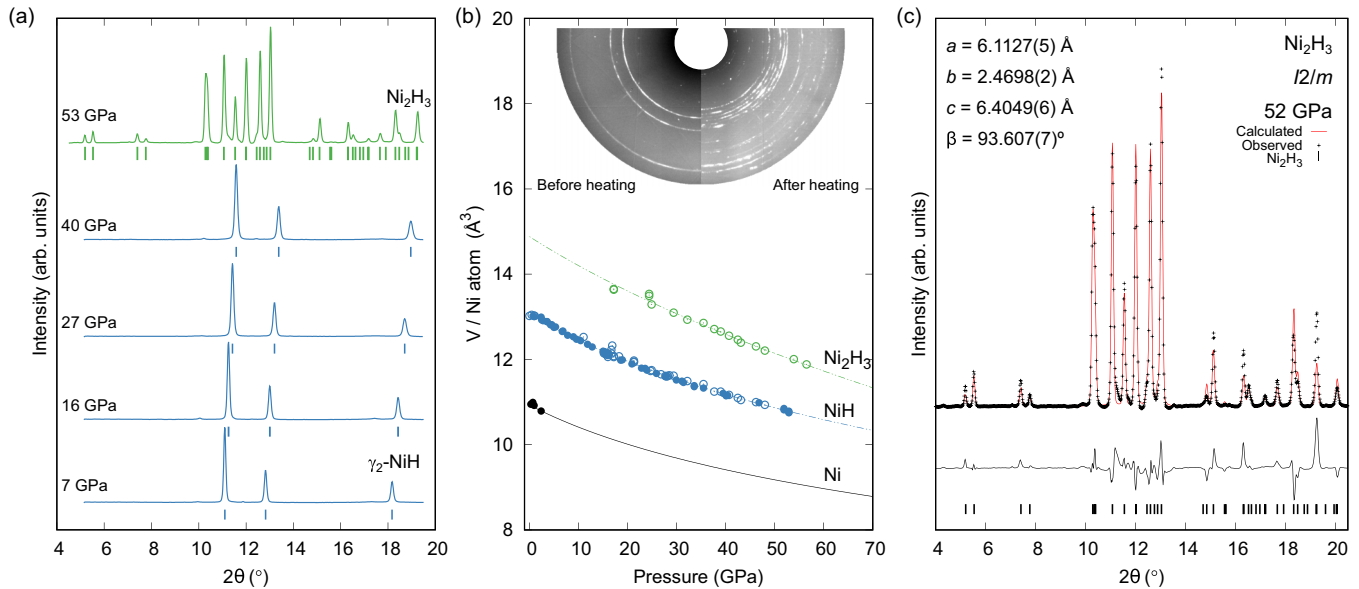 (a)
Intensity (arb. units)
53 GPa
Ni₂H₃
40 GPa
27 GPa
16 GPa
γ₂-NiH
7 GPa
4 6 8 10 12 14 16 18 20
2θ (°)
(b)
V / Ni atom (Å³)
20
18
16
14
12
10
8
Before heating
After heating
Ni₂H₃
NiH
Ni
0 10 20 30 40 50 60 70
Pressure (GPa)
(c)
Intensity (arb. units)
a = 6.1127(5) Å
b = 2.4698(2) Å
c = 6.4049(6) Å
β = 93.607(7)º
Ni₂H₃
I2/m
52 GPa
Calculated
Observed
Ni₂H₃
4 6 8 10 12 14 16 18 20
2θ (°)